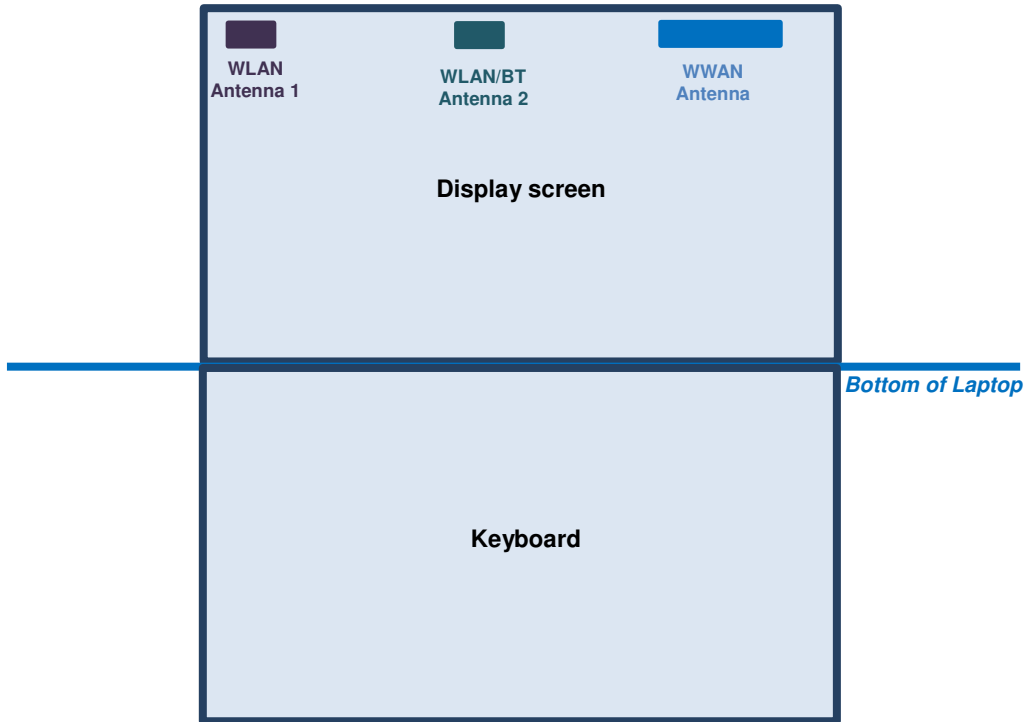 WLAN
Antenna 1
WLAN/BT
Antenna 2
WWAN
Antenna
Display screen
Bottom of Laptop
Keyboard